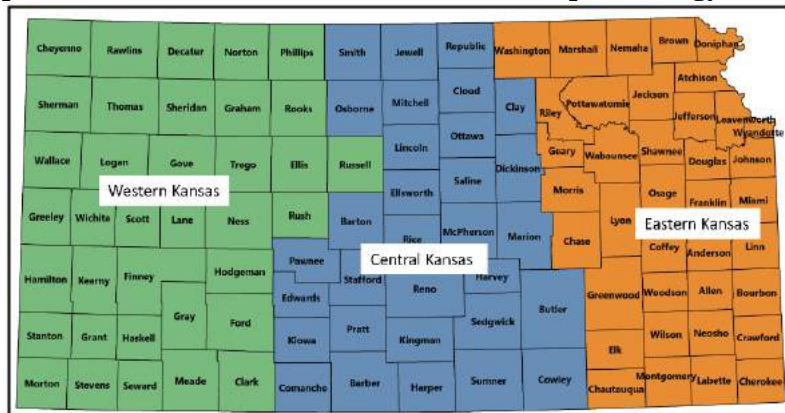 Cheyenne Rawlins Decatur Norton Phillips Smith Jewell Republic Washington Marshall Nemaha Brown Doniphan
Atchison
Sherman Thomas Sheridan Graham Rooks Osborne Mitchell Cloud Clay Riley Pottawatomie Jackson Jefferson Leavenworth
Wyandotte
Wallace Logan Gove Trego Ellis Russell Lincoln Ottawa Dickinson Geary Wabaunsee Shawnee Douglas Johnson
Western Kansas
Ellsworth Saline Morris Osage Franklin Miami
Greeley Wichita Scott Lane Ness Rush Barton Rice McPherson Marion Chase Lyon Eastern Kansas Linn
Central Kansas
Coffey Anderson
Hamilton Kearny Finney Hodgeman Pawnee Stafford Reno Harvey Greenwood Woodson Allen Bourbon
Edwards
Stanton Grant Haskell Gray Ford Kiowa Pratt Kingman Sedgwick Butler Elk Wilson Neosho Crawford
Morton Stevens Seward Meade Clark Comanche Barber Harper Sumner Cowley Chautauqua Montgomery Labette Cherokee